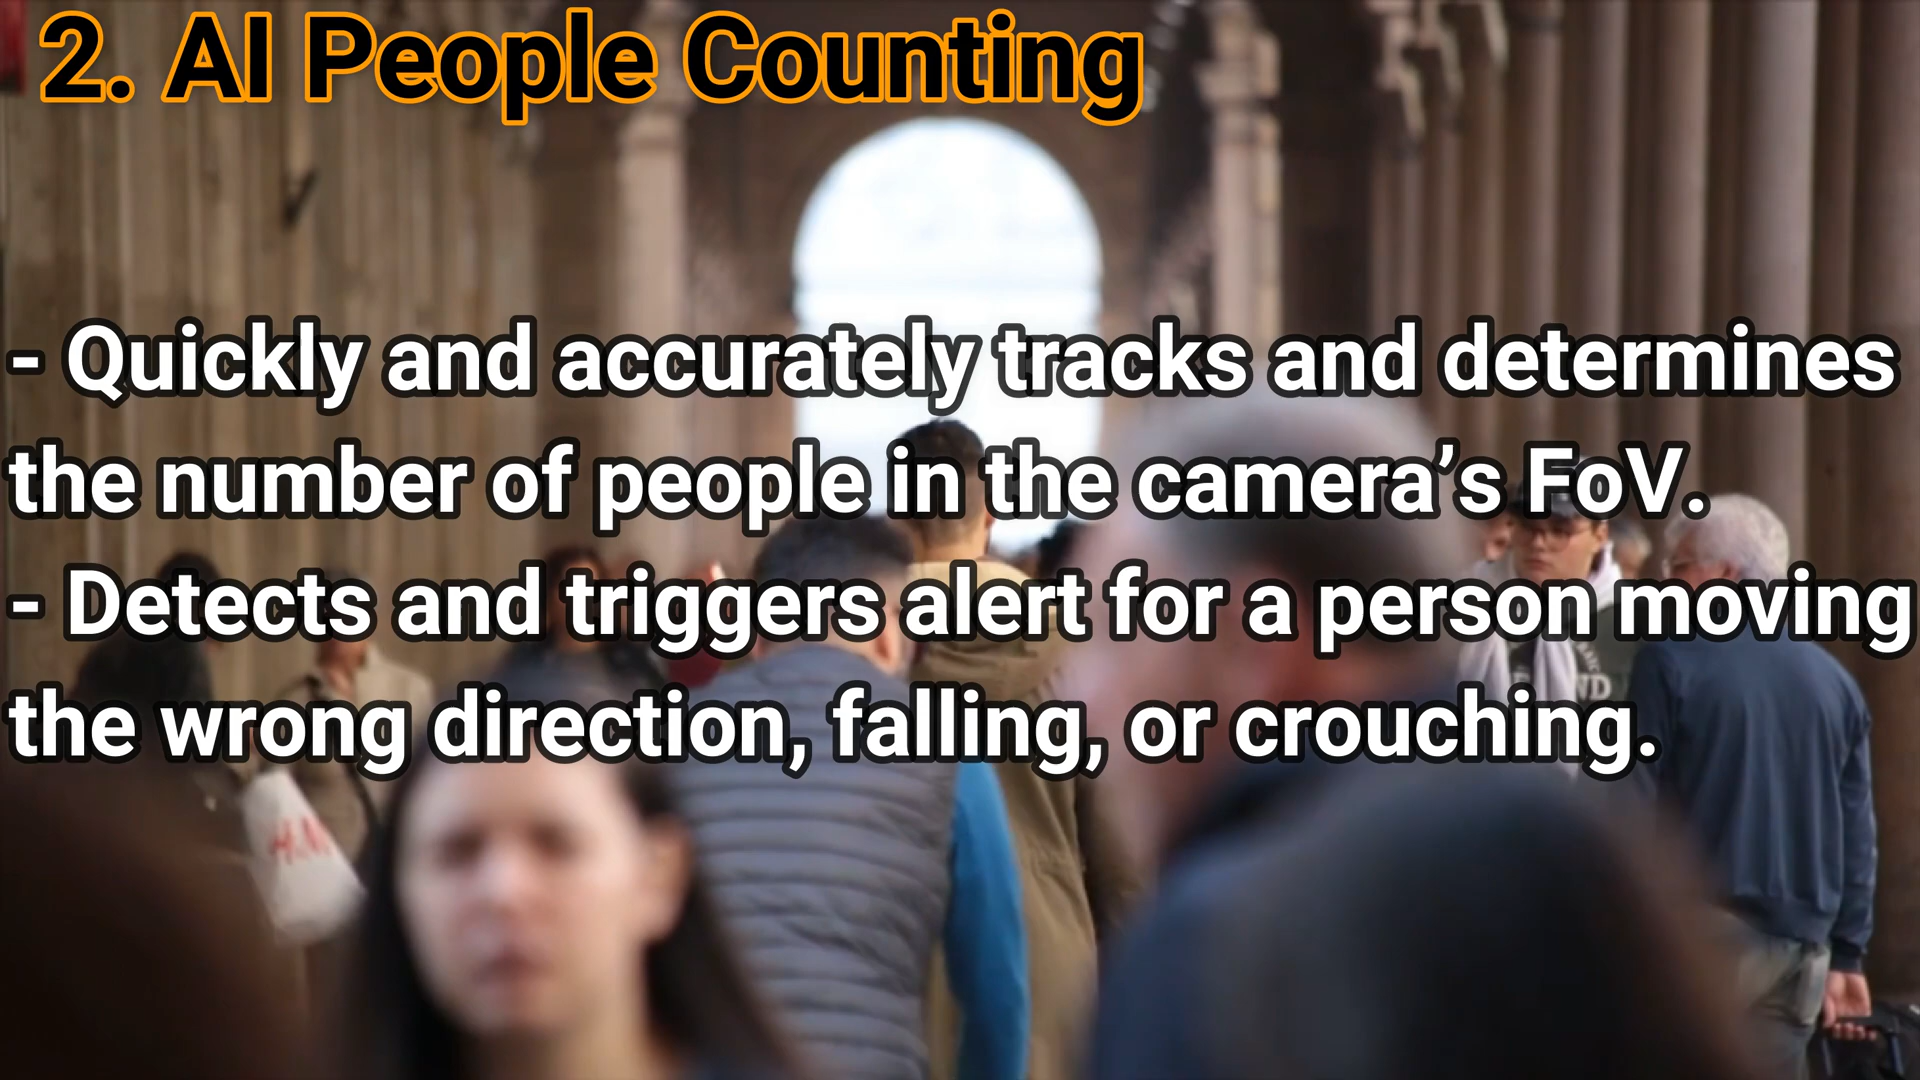 2. AI People Counting
- Quickly and accurately tracks and determines
the number of people in the camera’s FoV.
- Detects and triggers alert for a person moving
the wrong direction, falling, or crouching.
H&M